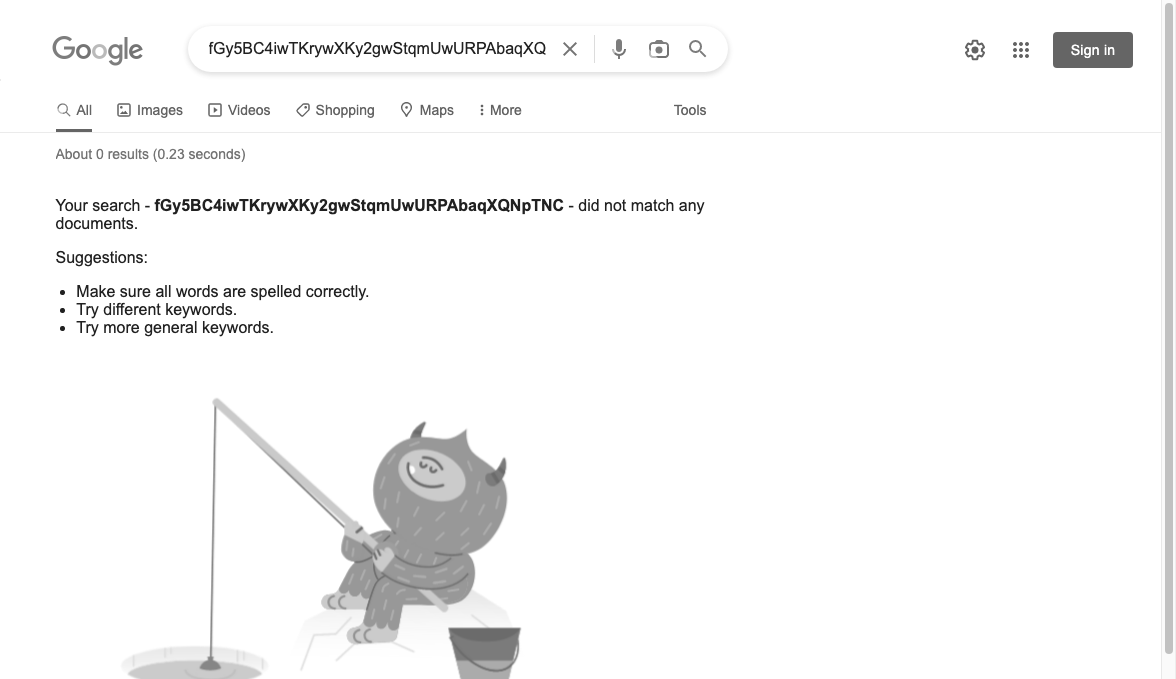 Google
fGy5BC4iwTKrywXKy2gwStqmUwURPAbaqXQ
Sign in
All Images Videos Shopping Maps More Tools
About 0 results (0.23 seconds)
Your search - fGy5BC4iwTKrywXKy2gwStqmUwURPAbaqXQNpTNC - did not match any
documents.
Suggestions:
• Make sure all words are spelled correctly.
• Try different keywords.
• Try more general keywords.